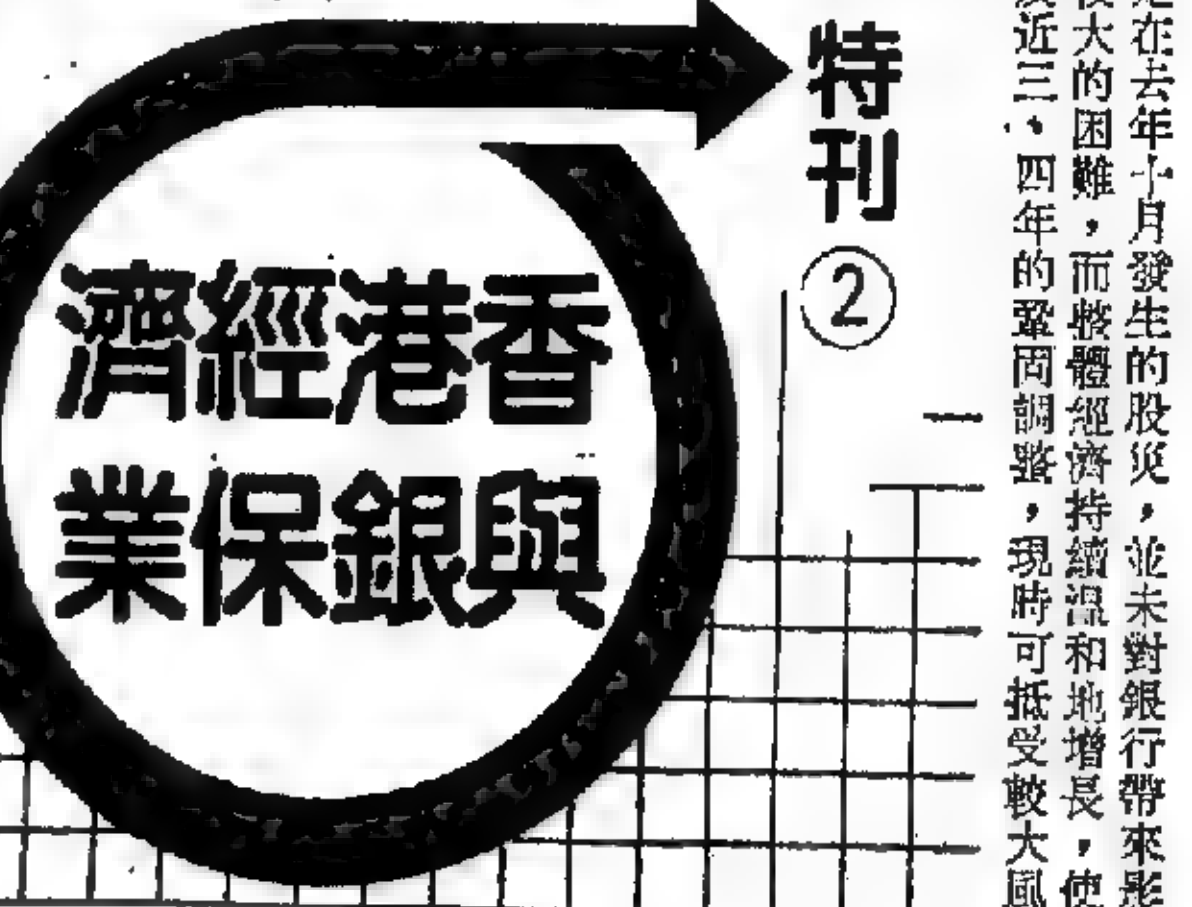 在去年十月發生的股災，並未對銀行帶來影
大的困難，而整體經濟持續溫和地增長，使
近三、四年的鞏固調整，現時可抵受較大風
特刊②
香港經濟
與銀保業